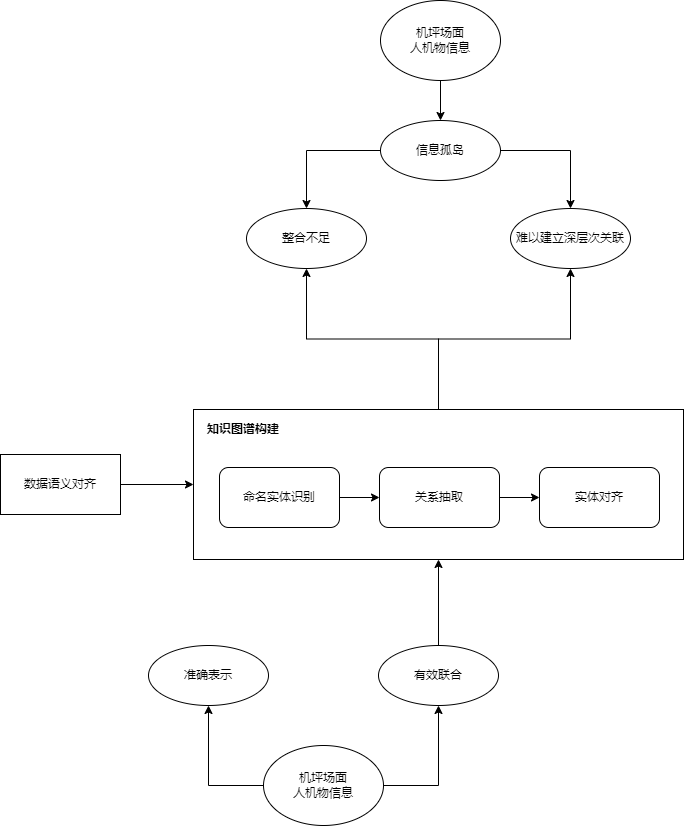 机坪场面
人机物信息
信息孤岛
整合不足
难以建立深层次关联
知识图谱构建
数据语义对齐
命名实体识别
关系抽取
实体对齐
准确表示
有效联合
机坪场面
人机物信息